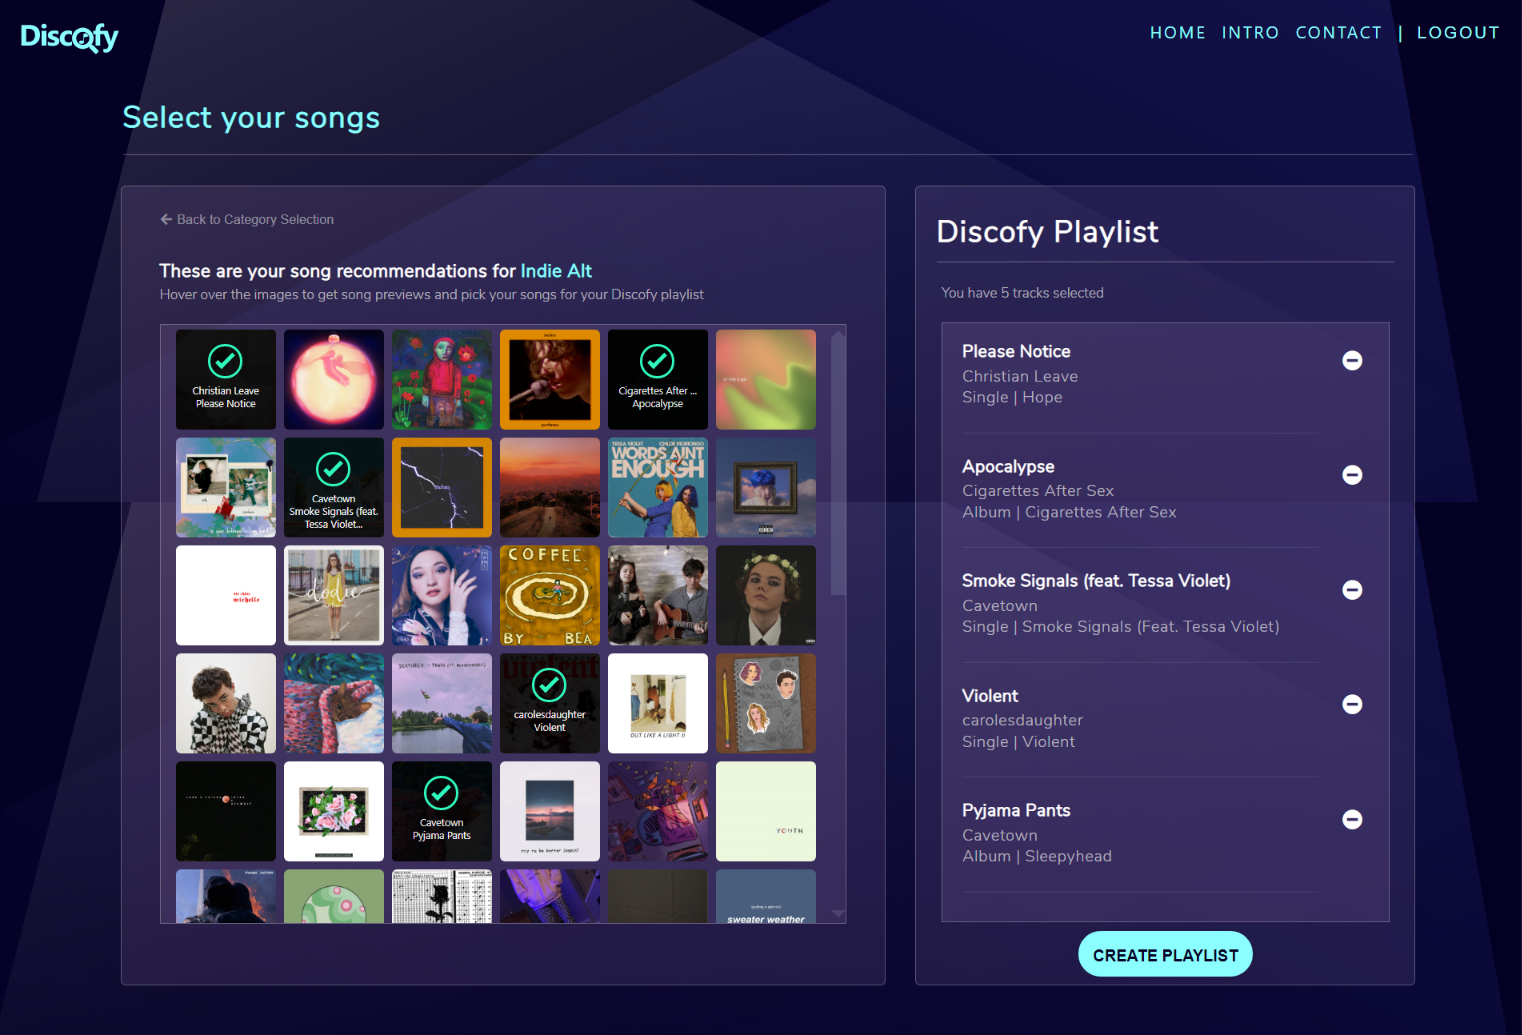 Discofy
HOME INTRO CONTACT | LOGOUT
Select your songs
Back to Category Selection
These are your song recommendations for Indie Alt
Hover over the images to get song previews and pick your songs for your Discofy playlist
Christian Leave
Please Notice
Cigarettes After ...
Apocalypse
Cavetown
Smoke Signals (feat.
Tessa Violet...
TESSA VIOLET CHLOE MORIONDO
WORDS AINT
ENOUGH
michelle
dodie
COFFEE
BY BEA
carolesdaughter
Violent
OUT LIKE A LIGHT II
Cavetown
Pyjama Pants
YOUTH
sweater weather
Discofy Playlist
You have 5 tracks selected
Please Notice
Christian Leave
Single | Hope
Apocalypse
Cigarettes After Sex
Album | Cigarettes After Sex
Smoke Signals (feat. Tessa Violet)
Cavetown
Single | Smoke Signals (Feat. Tessa Violet)
Violent
carolesdaughter
Single | Violent
Pyjama Pants
Cavetown
Album | Sleepyhead
CREATE PLAYLIST